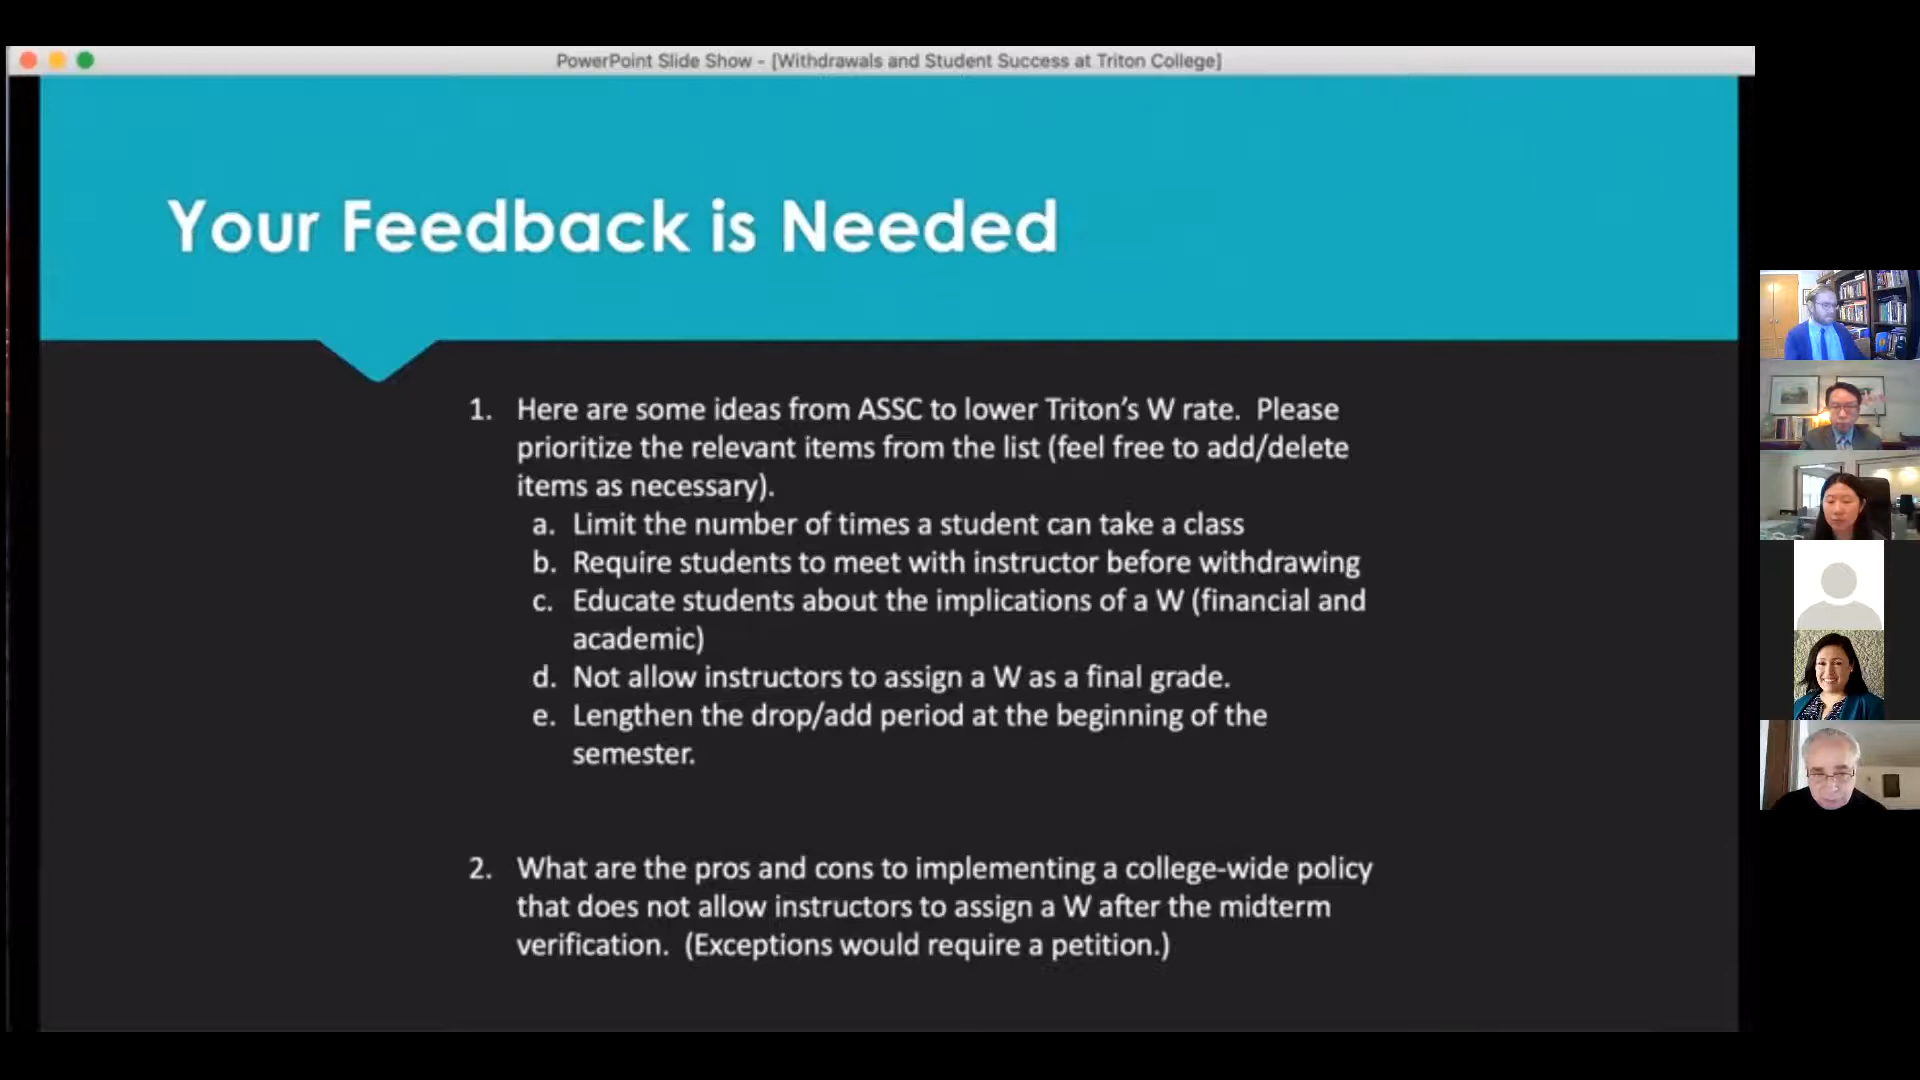 PowerPoint Slide Show - [Withdrawals and Student Success at Triton College]
Your Feedback is Needed
1. Here are some ideas from ASSC to lower Triton's W rate.  Please
prioritize the relevant items from the list (feel free to add/delete
items as necessary).
a. Limit the number of times a student can take a class
b. Require students to meet with instructor before withdrawing
c. Educate students about the implications of a W (financial and
academic)
d. Not allow instructors to assign a W as a final grade.
e. Lengthen the drop/add period at the beginning of the
semester.
2. What are the pros and cons to implementing a college-wide policy
that does not allow instructors to assign a W after the midterm
verification.  (Exceptions would require a petition.)